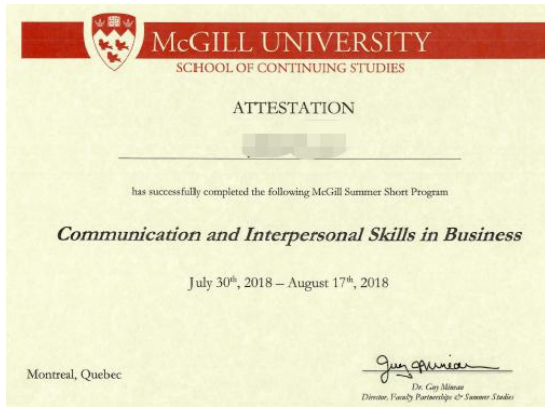 McGILL UNIVERSITY
SCHOOL OF CONTINUING STUDIES
ATTESTATION
has successfully completed the following McGill Summer Short Program
Communication and Interpersonal Skills in Business
July 30th, 2018 – August 17th, 2018
Montreal, Quebec
Dr. Guy Mineau
Director, Faculty Partnerships & Summer Studies